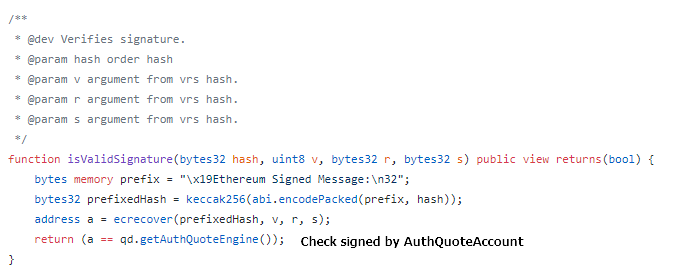 /**
* @dev Verifies signature.
* @param hash order hash
* @param v argument from vrs hash.
* @param r argument from vrs hash.
* @param s argument from vrs hash.
*/
function isValidSignature(bytes32 hash, uint8 v, bytes32 r, bytes32 s) public view returns(bool) {
bytes memory prefix = "\x19Ethereum Signed Message:\n32";
bytes32 prefixedHash = keccak256(abi.encodePacked(prefix, hash));
address a = ecrecover(prefixedHash, v, r, s);
return (a == qd.getAuthQuoteEngine()); Check signed by AuthQuoteAccount
}